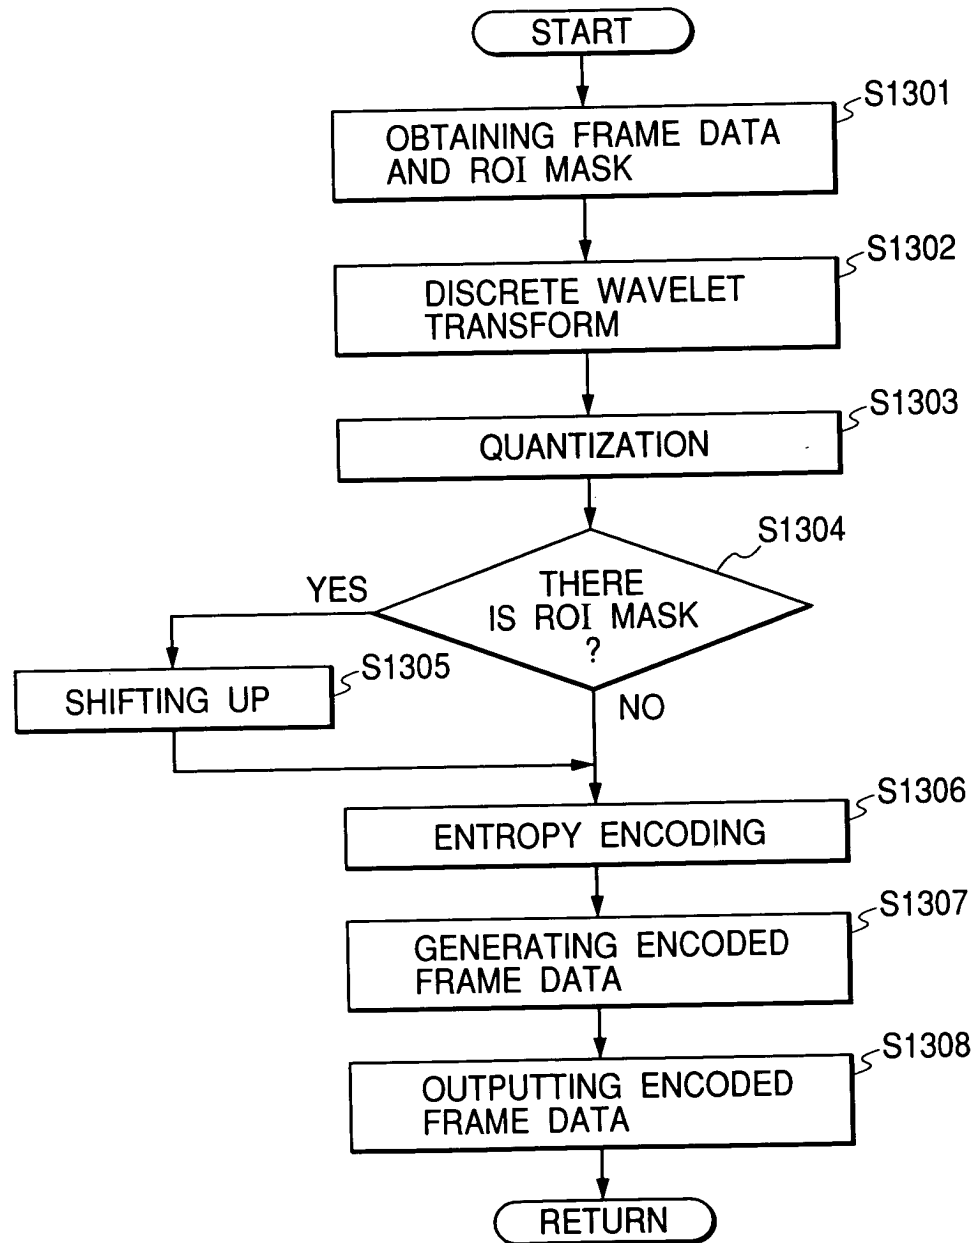 START
S1301
OBTAINING FRAME DATA
AND ROI MASK
S1302
DISCRETE WAVELET
TRANSFORM
S1303
QUANTIZATION
S1304
THERE
IS ROI MASK
?
YES
S1305
SHIFTING UP
NO
S1306
ENTROPY ENCODING
S1307
GENERATING ENCODED
FRAME DATA
S1308
OUTPUTTING ENCODED
FRAME DATA
RETURN